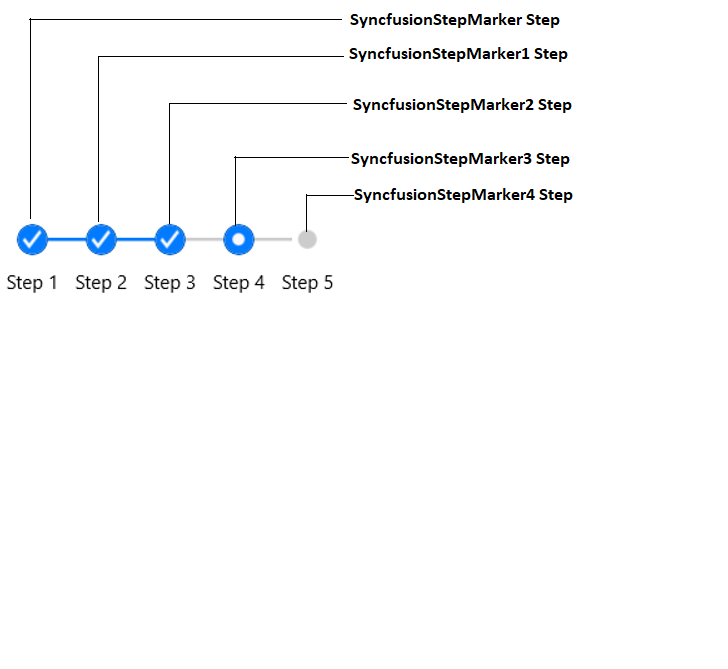 SyncfusionStepMarker Step
SyncfusionStepMarker1 Step
SyncfusionStepMarker2 Step
SyncfusionStepMarker3 Step
SyncfusionStepMarker4 Step
Step 1 Step 2 Step 3 Step 4 Step 5